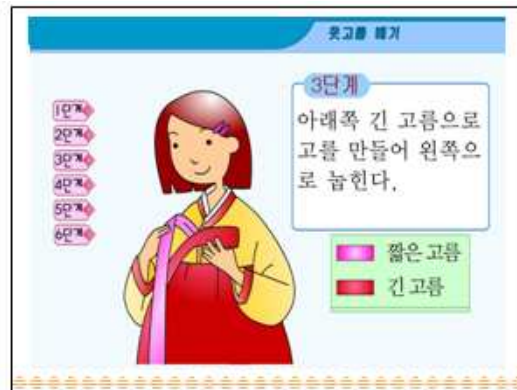 옷고름 매기
3단계
아래쪽 긴 고름으로
고를 만들어 왼쪽으
로 눕힌다.
1단계
2단계
3단계
4단계
5단계
6단계
짧은 고름
긴 고름